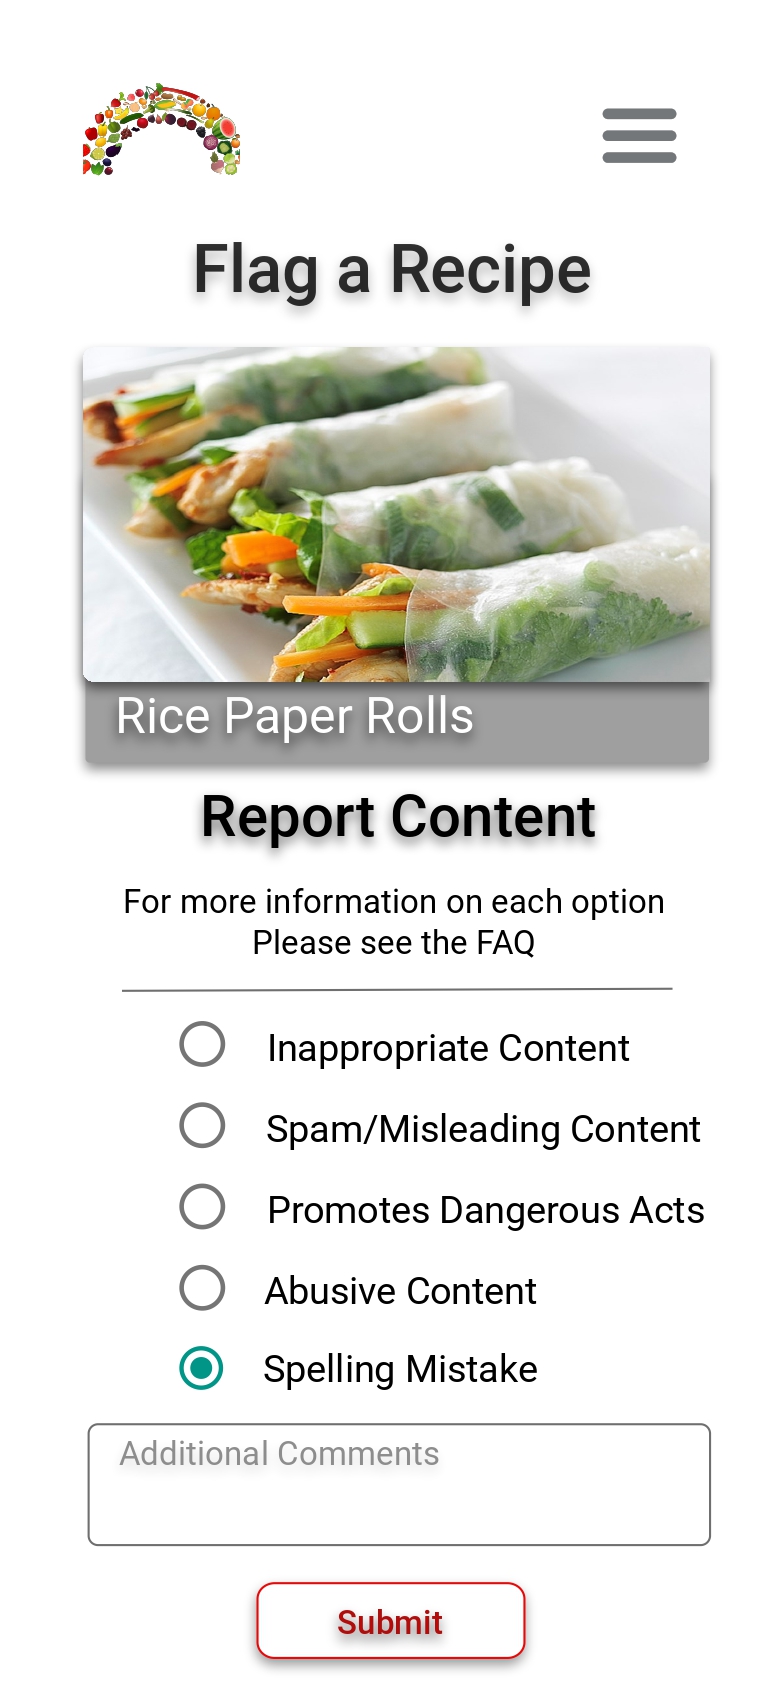 Flag a Recipe
Rice Paper Rolls
Report Content
For more information on each option
Please see the FAQ
Inappropriate Content
Spam/Misleading Content
Promotes Dangerous Acts
Abusive Content
Spelling Mistake
Additional Comments
Submit